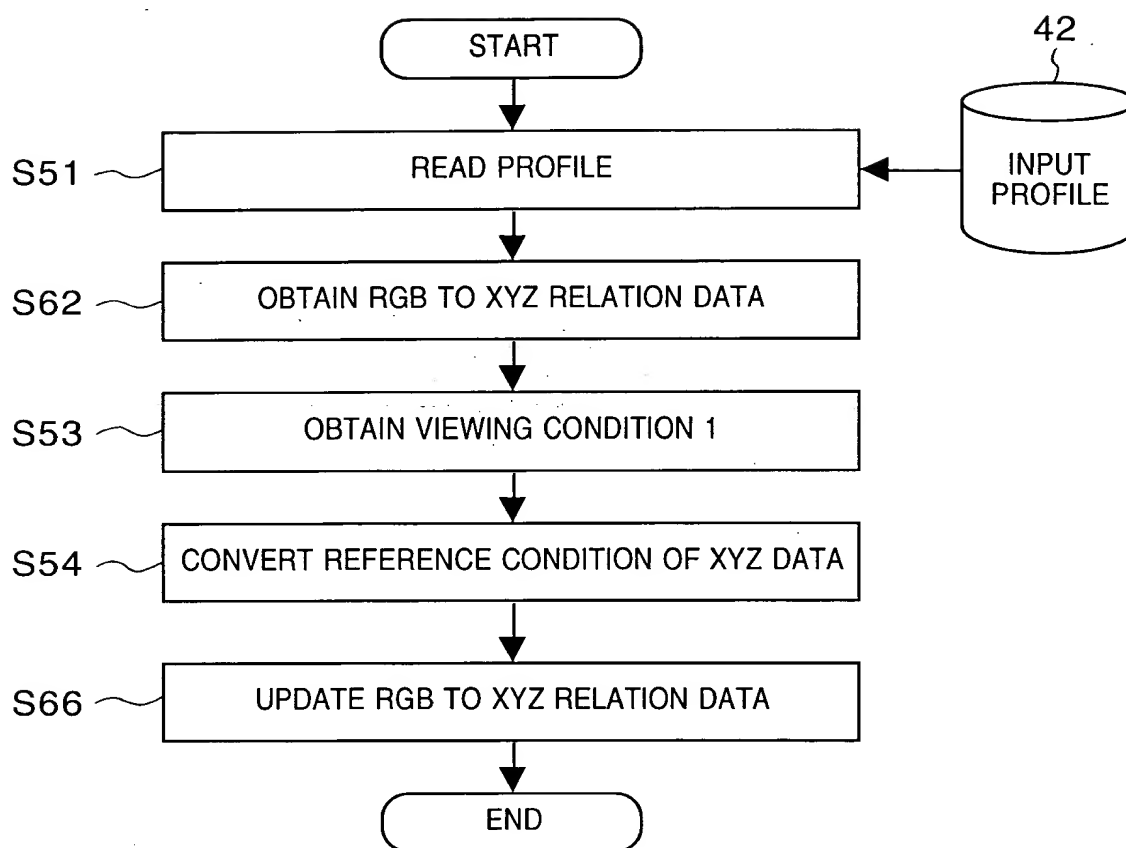 START
42
S51
READ PROFILE
INPUT
PROFILE
S62
OBTAIN RGB TO XYZ RELATION DATA
S53
OBTAIN VIEWING CONDITION 1
S54
CONVERT REFERENCE CONDITION OF XYZ DATA
S66
UPDATE RGB TO XYZ RELATION DATA
END